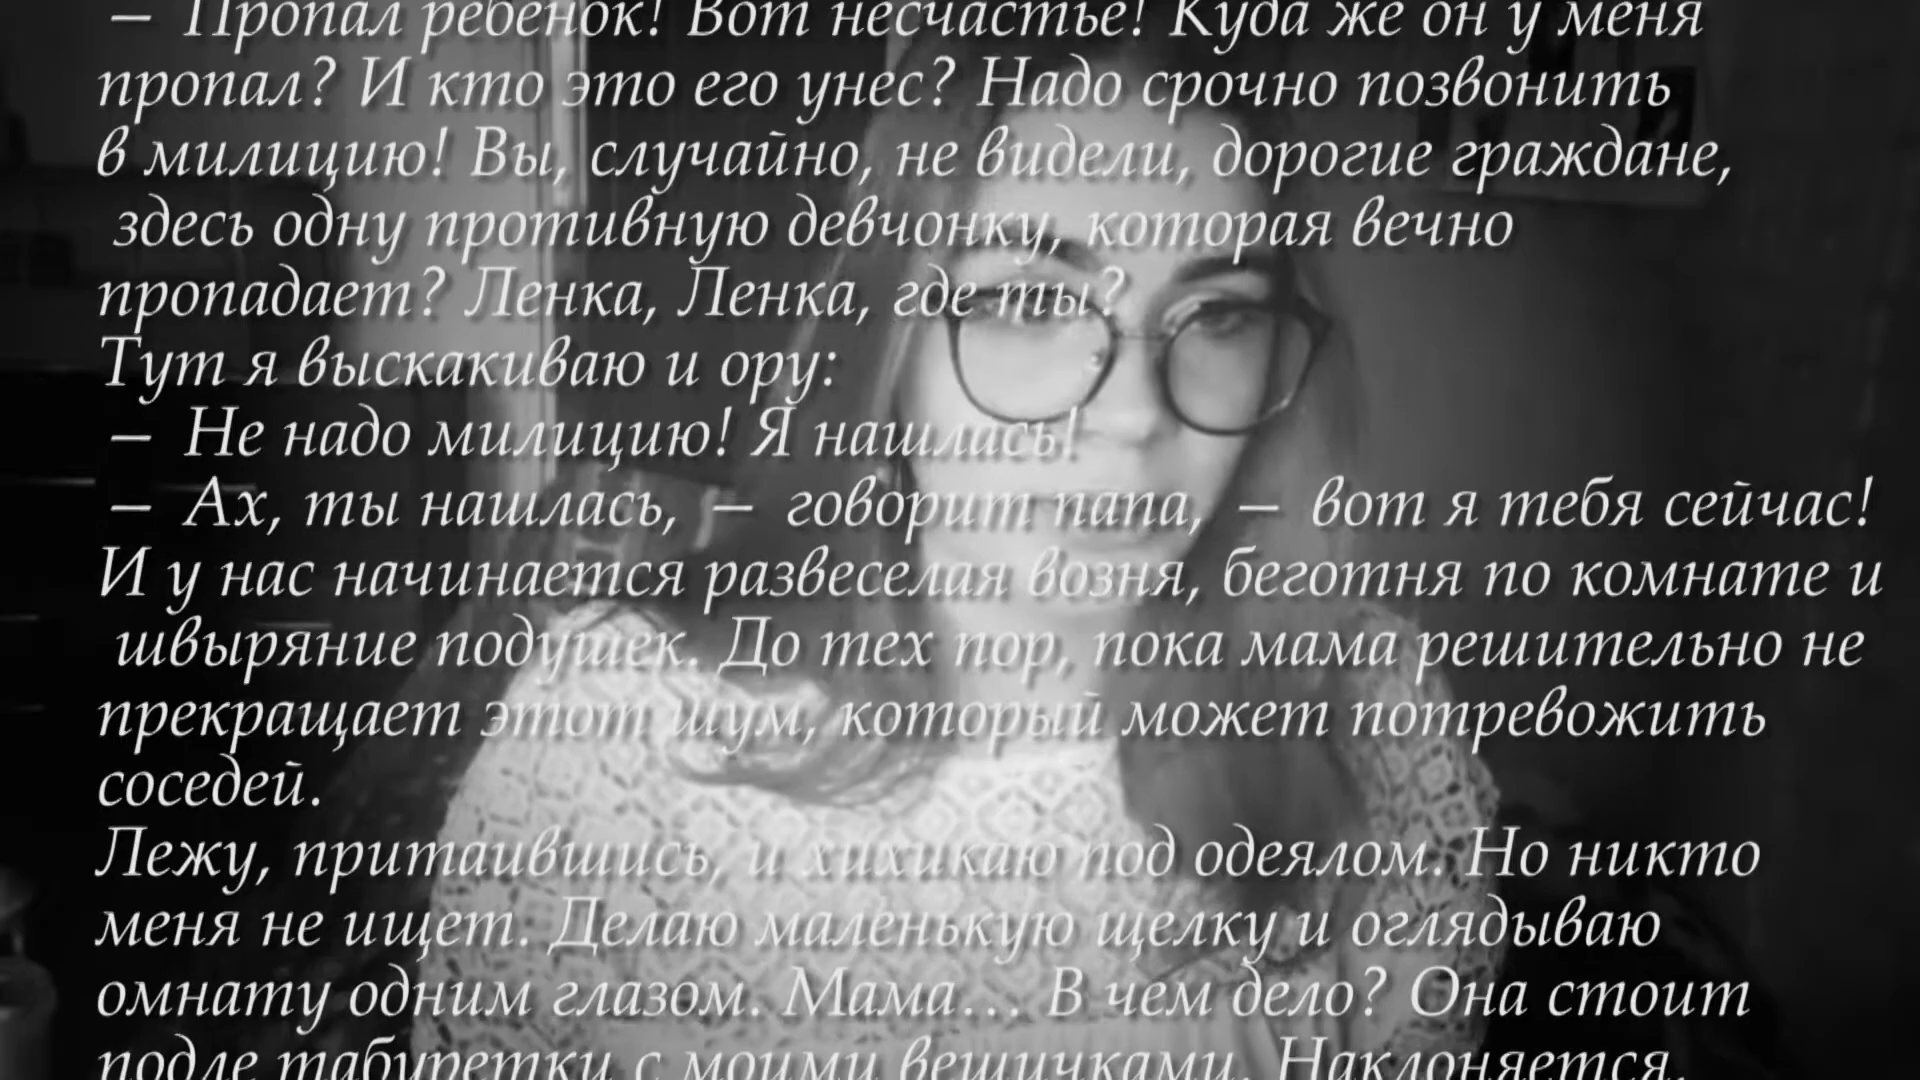 – Пропал ребенок! Вот несчастье! Куда же он у меня
пропал? И кто это его унес? Надо срочно позвонить
в милицию! Вы, случайно, не видели, дорогие граждане,
здесь одну противную девчонку, которая вечно
пропадает? Ленка, Ленка, где ты?
Тут я выскакиваю и ору:
– Не надо милицию! Я нашлась!
– Ах, ты нашлась, – говорит папа, – вот я тебя сейчас!
И у нас начинается развеселая возня, беготня по комнате и
швыряние подушек. До тех пор, пока мама решительно не
прекращает этот шум, который может потревожить
соседей.
Лежу, притаившись, и хихикаю под одеялом. Но никто
меня не ищет. Делаю маленькую щелку и оглядываю
омнату одним глазом. Мама… В чем дело? Она стоит
подле табуретки с моими вещичками. Наклоняется.